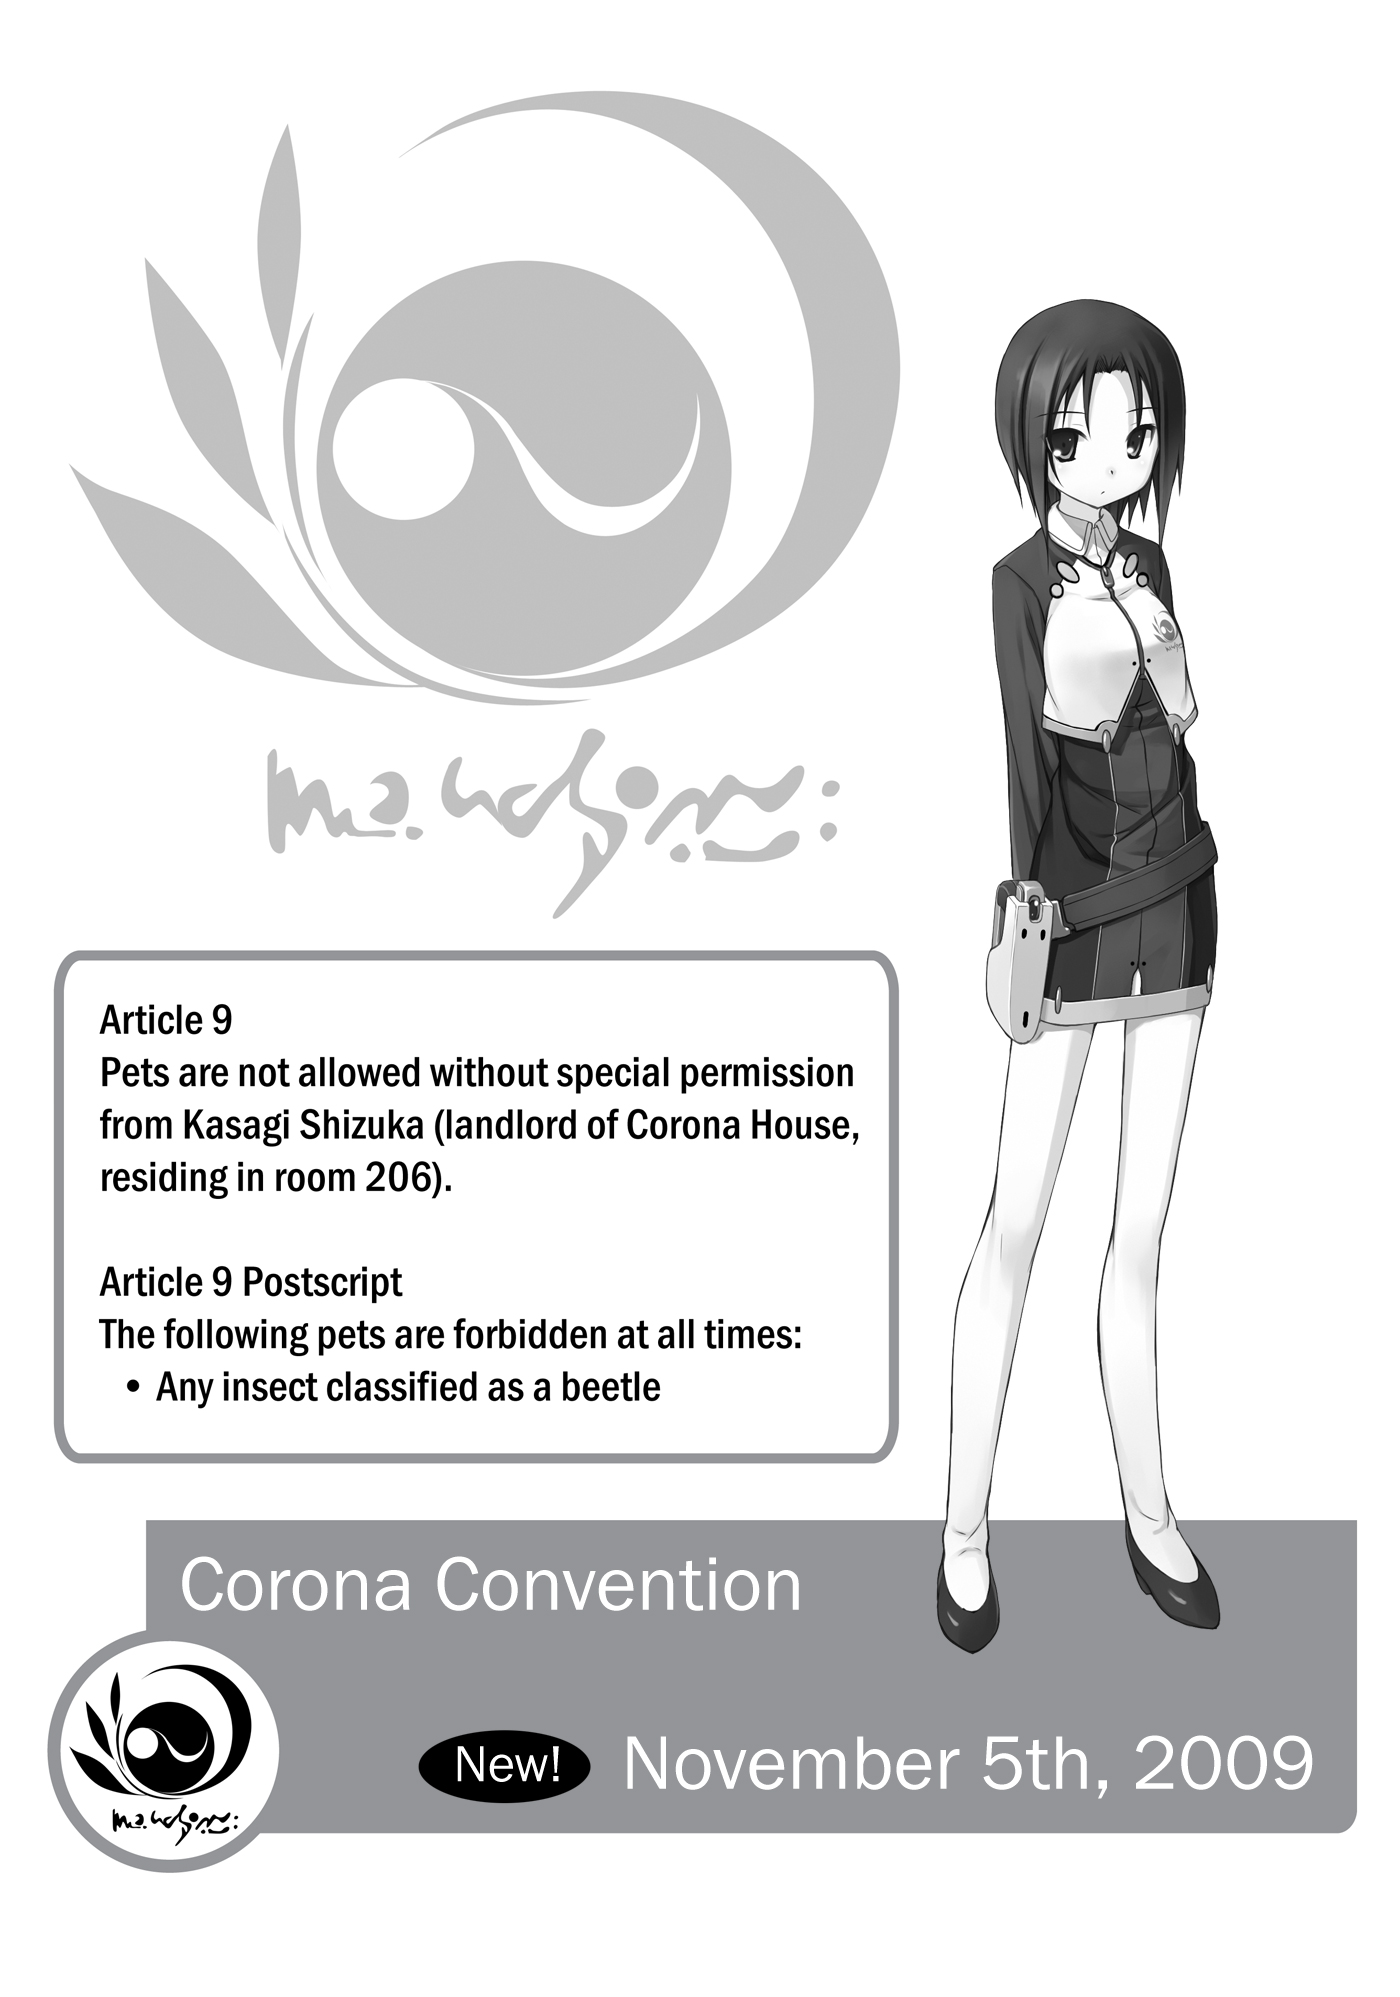 Article 9
Pets are not allowed without special permission
from Kasagi Shizuka (landlord of Corona House,
residing in room 206).
Article 9 Postscript
The following pets are forbidden at all times:
• Any insect classified as a beetle
Corona Convention
New! November 5th, 2009